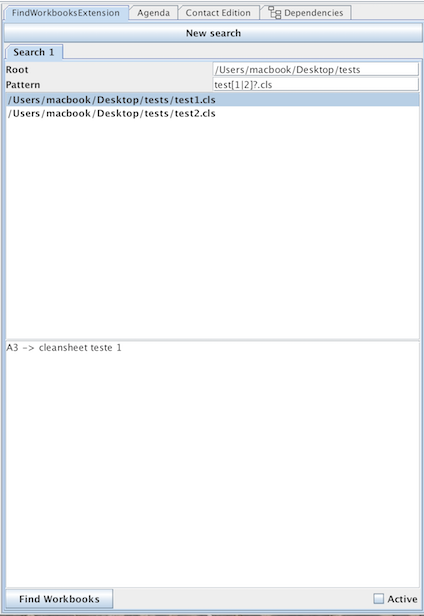 FindWorkbooksExtension Agenda Contact Edition Dependencies
New search
Search 1
Root /Users/macbook/Desktop/tests
Pattern test[1|2]?.cls
/Users/macbook/Desktop/tests/test1.cls
/Users/macbook/Desktop/tests/test2.cls
A3 -> cleansheet teste 1
Find Workbooks Active